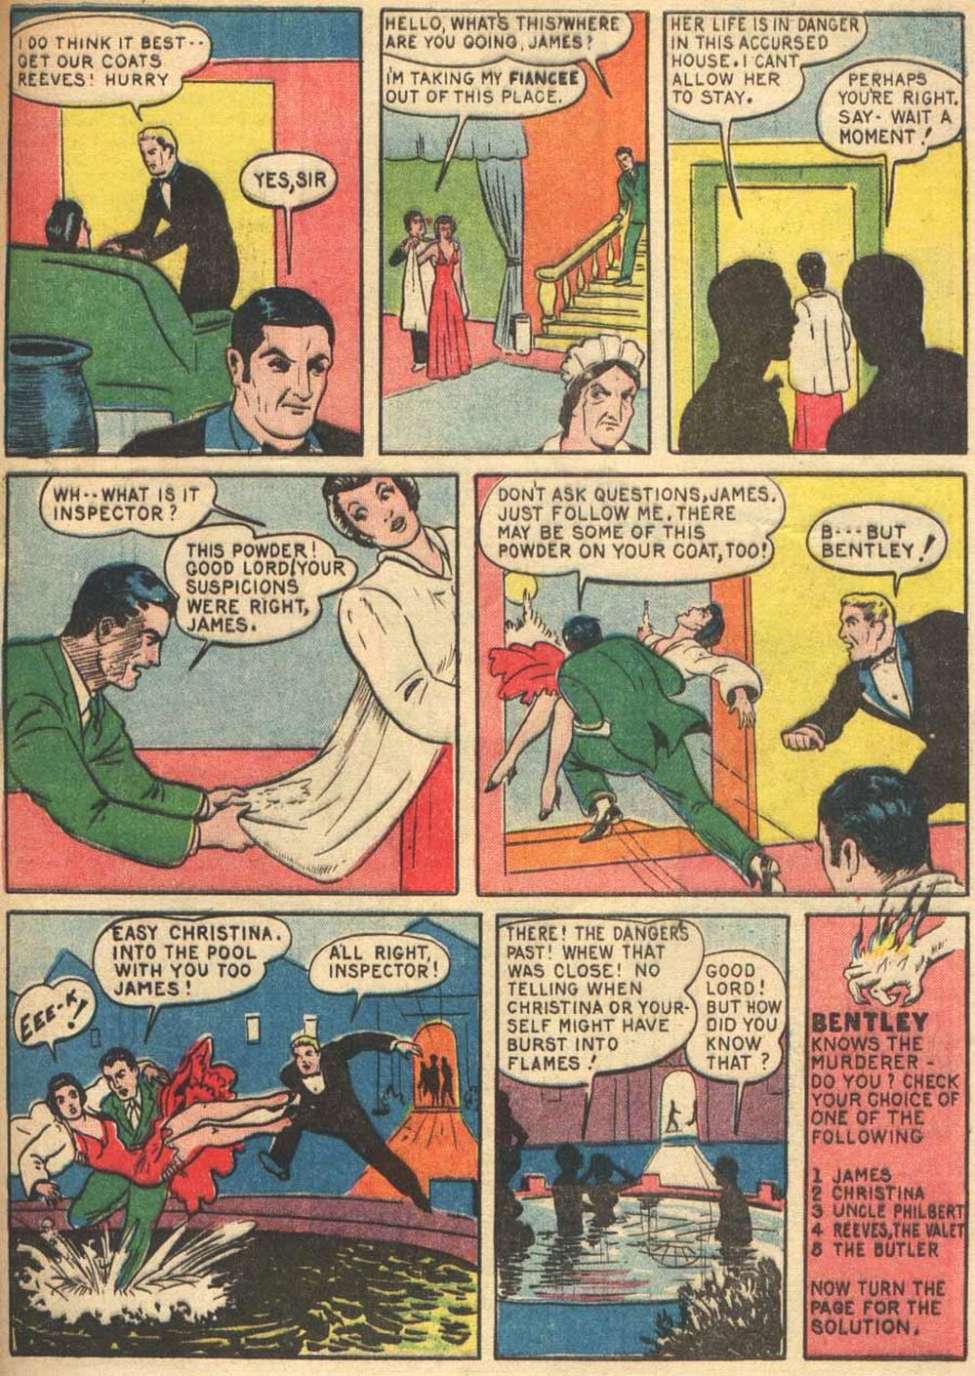 I DO THINK IT BEST--
GET OUR COATS
REEVES! HURRY
YES, SIR
HELLO, WHAT'S THIS? WHERE
ARE YOU GOING, JAMES?
I'M TAKING MY FIANCEE
OUT OF THIS PLACE.
HER LIFE IS IN DANGER
IN THIS ACCURSED
HOUSE. I CANT
ALLOW HER
TO STAY.
PERHAPS
YOU'RE RIGHT.
SAY- WAIT A
MOMENT!
WH--WHAT IS IT
INSPECTOR?
THIS POWDER!
GOOD LORD! YOUR
SUSPICIONS
WERE RIGHT,
JAMES.
DON'T ASK QUESTIONS, JAMES.
JUST FOLLOW ME. THERE
MAY BE SOME OF THIS
POWDER ON YOUR COAT, TOO!
B---BUT
BENTLEY!
EEE-K!
EASY CHRISTINA.
INTO THE POOL
WITH YOU TOO
JAMES!
ALL RIGHT,
INSPECTOR!
THERE! THE DANGER'S
PAST! WHEW THAT
WAS CLOSE! NO
TELLING WHEN
CHRISTINA OR YOUR-
SELF MIGHT HAVE
BURST INTO
FLAMES!
GOOD
LORD!
BUT HOW
DID YOU
KNOW
THAT?
BENTLEY
KNOWS THE
MURDERER -
DO YOU? CHECK
YOUR CHOICE OF
ONE OF THE
FOLLOWING
1 JAMES
2 CHRISTINA
3 UNCLE PHILBERT
4 REEVES, THE VALET
5 THE BUTLER
NOW TURN THE
PAGE FOR THE
SOLUTION.